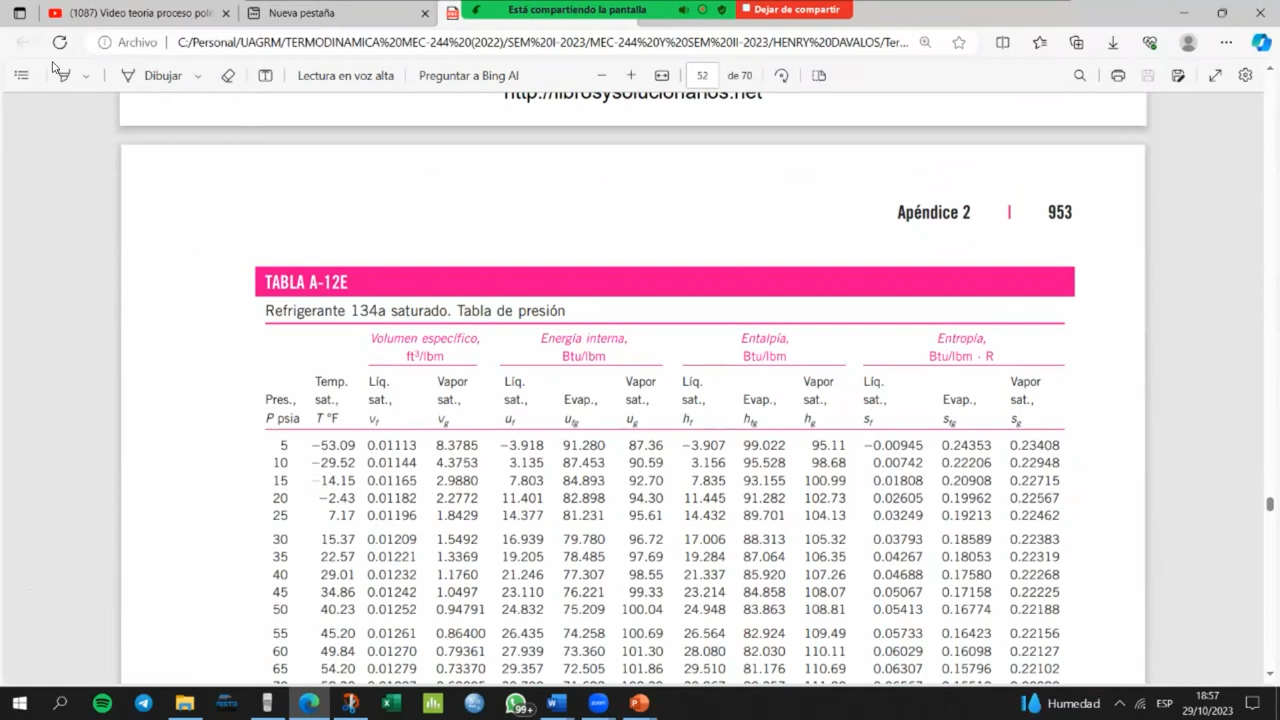 (1087) Video teoria proceso poli
Nueva pestaña
Está compartiendo la pantalla
Dejar de compartir
Archivo
C:/Personal/UAGRM/TERMODINAMICA%20MEC-244%20(2022)/SEM%20I-2023/MEC-244%20Y%20SEM%20II-2023/HENRY%20DAVALOS/Ter...
Dibujar
Lectura en voz alta
Preguntar a Bing AI
52 de 70
http://librosysolucionarios.net
Apéndice 2 | 953
TABLA A-12E
Refrigerante 134a saturado. Tabla de presión
Volumen específico, Energía interna, Entalpía, Entropía,
ft³/lbm Btu/lbm Btu/lbm Btu/lbm · R
Temp. Líq. Vapor Líq. Vapor Líq. Vapor Líq. Vapor
Pres., sat., sat., sat., sat., Evap., sat., sat., Evap., sat., sat., Evap., sat.,
P psia T °F vf vg uf ufg ug hf hfg hg sf sfg sg
5 −53.09 0.01113 8.3785 −3.918 91.280 87.36 −3.907 99.022 95.11 −0.00945 0.24353 0.23408
10 −29.52 0.01144 4.3753 3.135 87.453 90.59 3.156 95.528 98.68 0.00742 0.22206 0.22948
15 −14.15 0.01165 2.9880 7.803 84.893 92.70 7.835 93.155 100.99 0.01808 0.20908 0.22715
20 −2.43 0.01182 2.2772 11.401 82.898 94.30 11.445 91.282 102.73 0.02605 0.19962 0.22567
25 7.17 0.01196 1.8429 14.377 81.231 95.61 14.432 89.701 104.13 0.03249 0.19213 0.22462
30 15.37 0.01209 1.5492 16.939 79.780 96.72 17.006 88.313 105.32 0.03793 0.18589 0.22383
35 22.57 0.01221 1.3369 19.205 78.485 97.69 19.284 87.064 106.35 0.04267 0.18053 0.22319
40 29.01 0.01232 1.1760 21.246 77.307 98.55 21.337 85.920 107.26 0.04688 0.17580 0.22268
45 34.86 0.01242 1.0497 23.110 76.221 99.33 23.214 84.858 108.07 0.05067 0.17158 0.22225
50 40.23 0.01252 0.94791 24.832 75.209 100.04 24.948 83.863 108.81 0.05413 0.16774 0.22188
55 45.20 0.01261 0.86400 26.435 74.258 100.69 26.564 82.924 109.49 0.05733 0.16423 0.22156
60 49.84 0.01270 0.79361 27.939 73.360 101.30 28.080 82.030 110.11 0.06029 0.16098 0.22127
65 54.20 0.01279 0.73370 29.357 72.505 101.86 29.510 81.176 110.69 0.06307 0.15796 0.22102
FESTO
99+
Humedad
ESP
18:57
29/10/2023